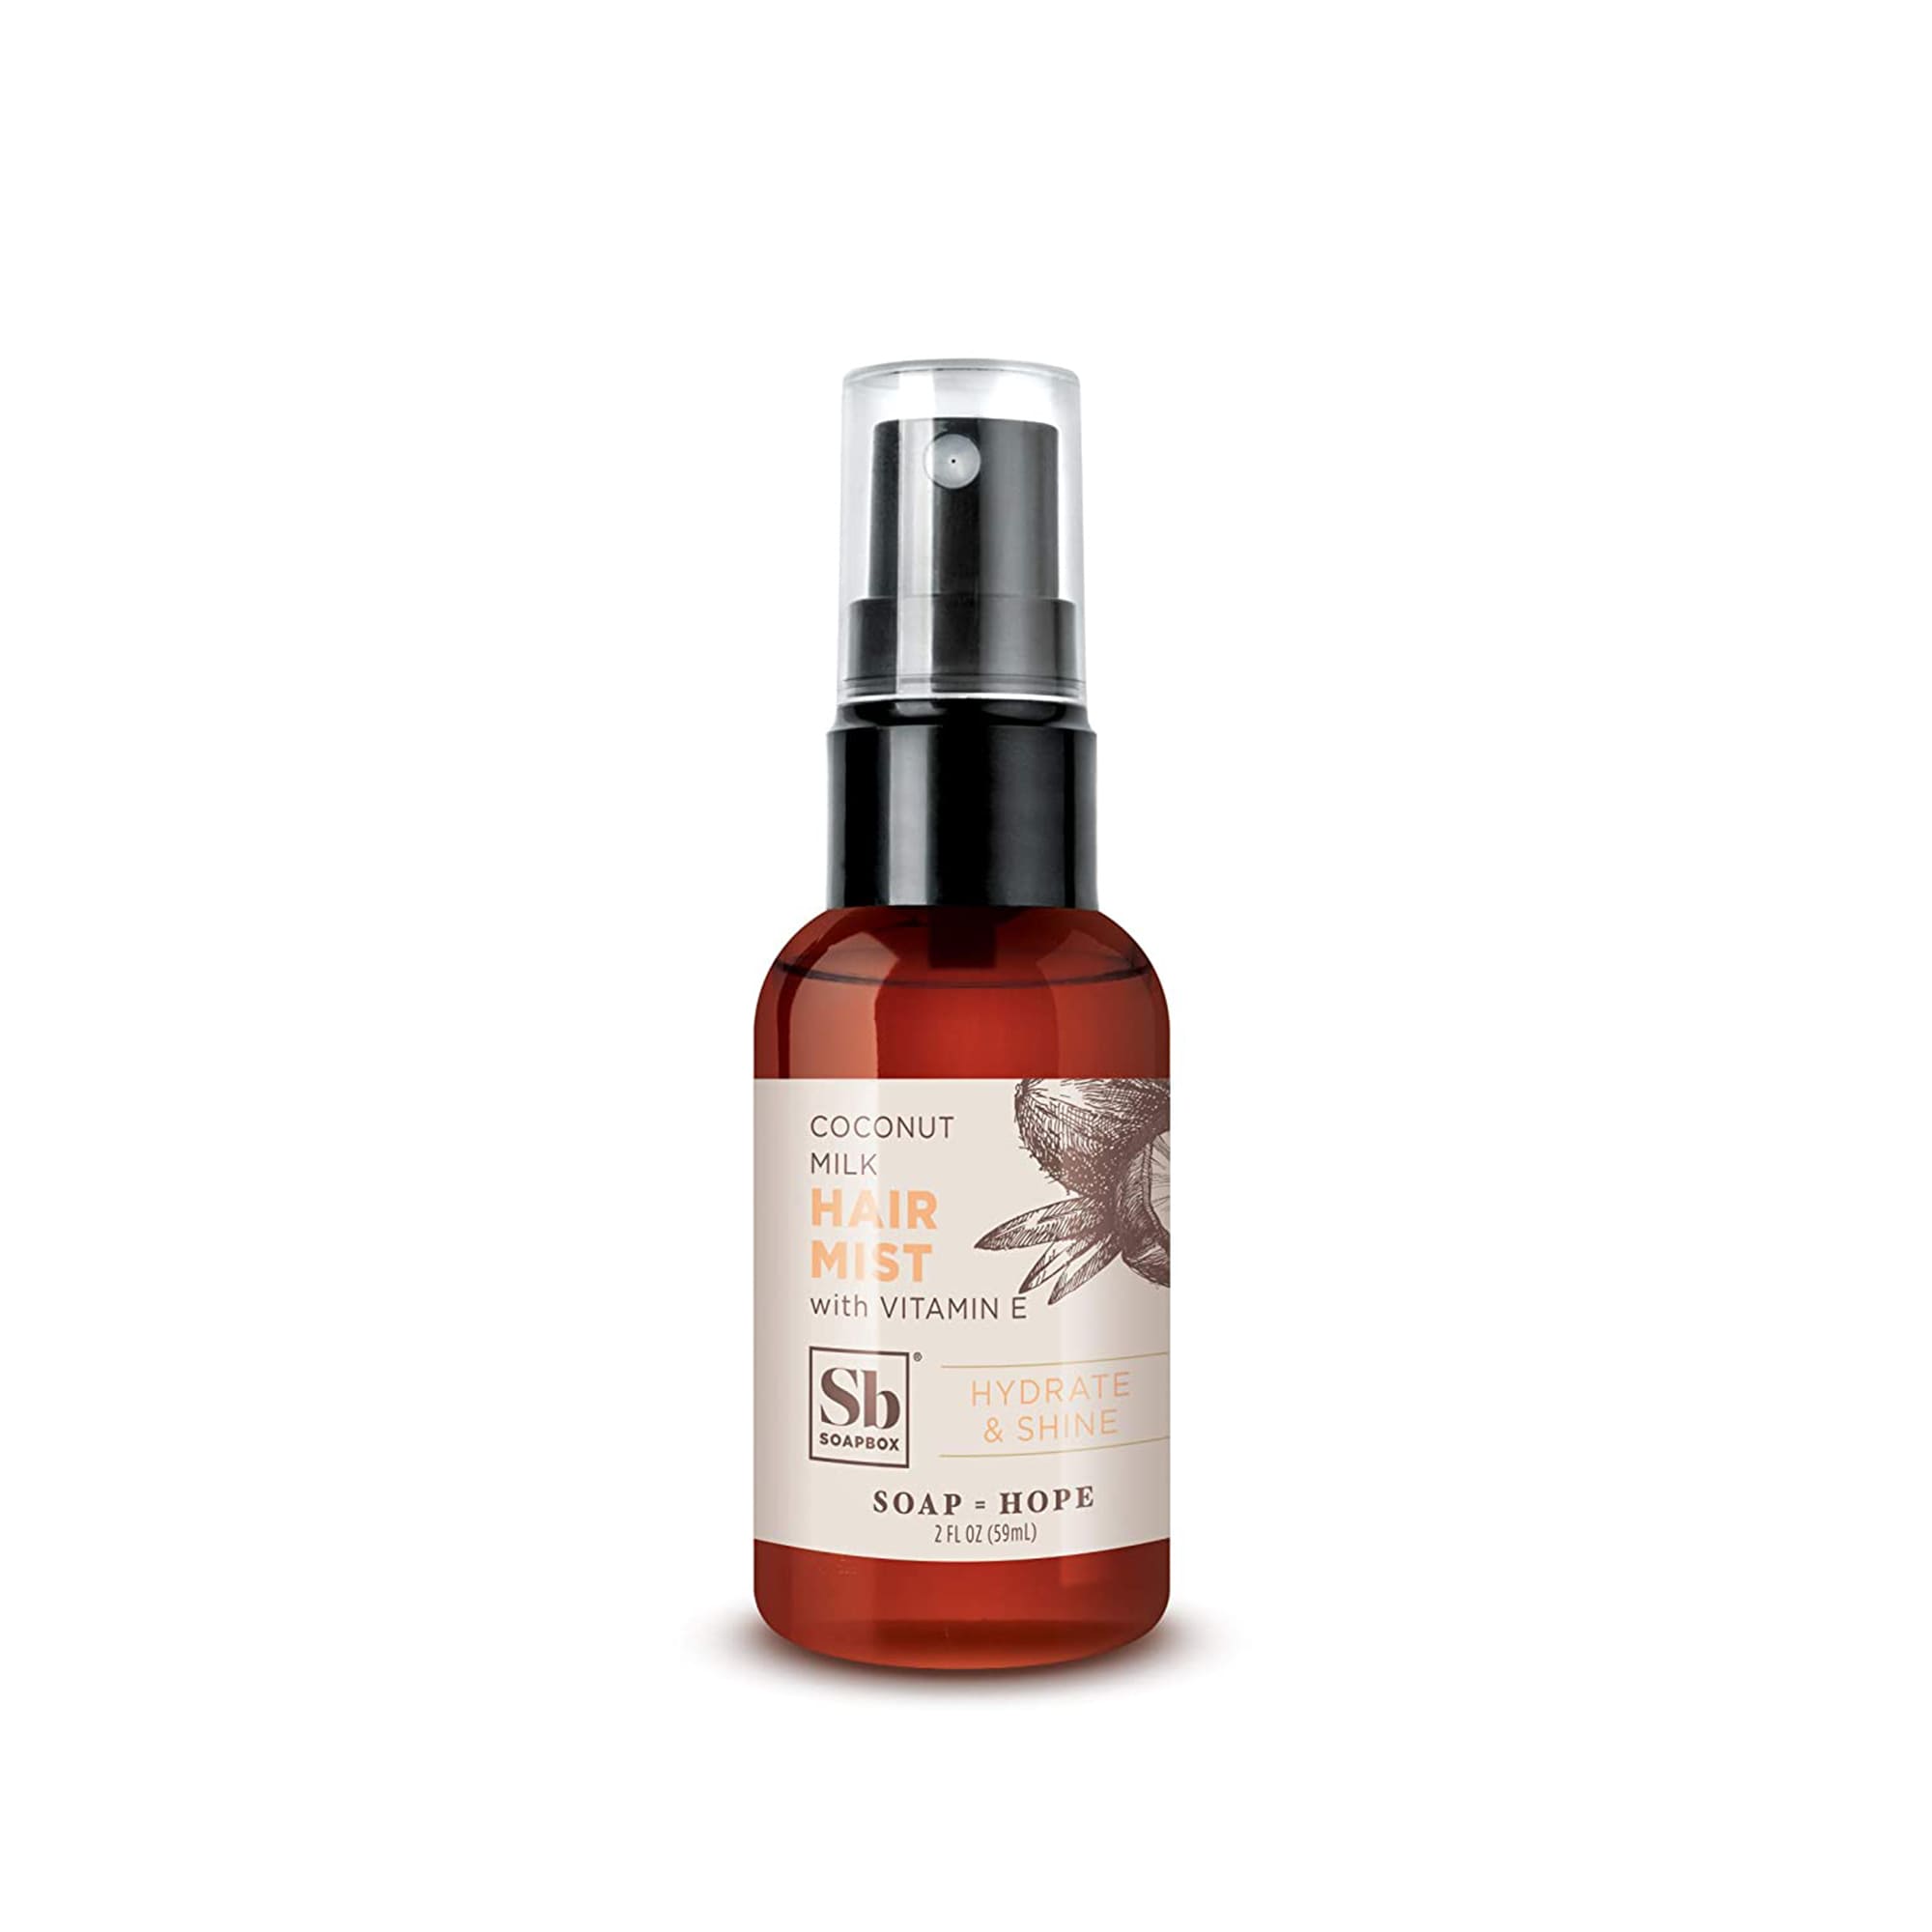 COCONUT
MILK
HAIR
MIST
with VITAMIN E
Sb®
SOAPBOX
HYDRATE
& SHINE
SOAP = HOPE
2 FL OZ (59mL)